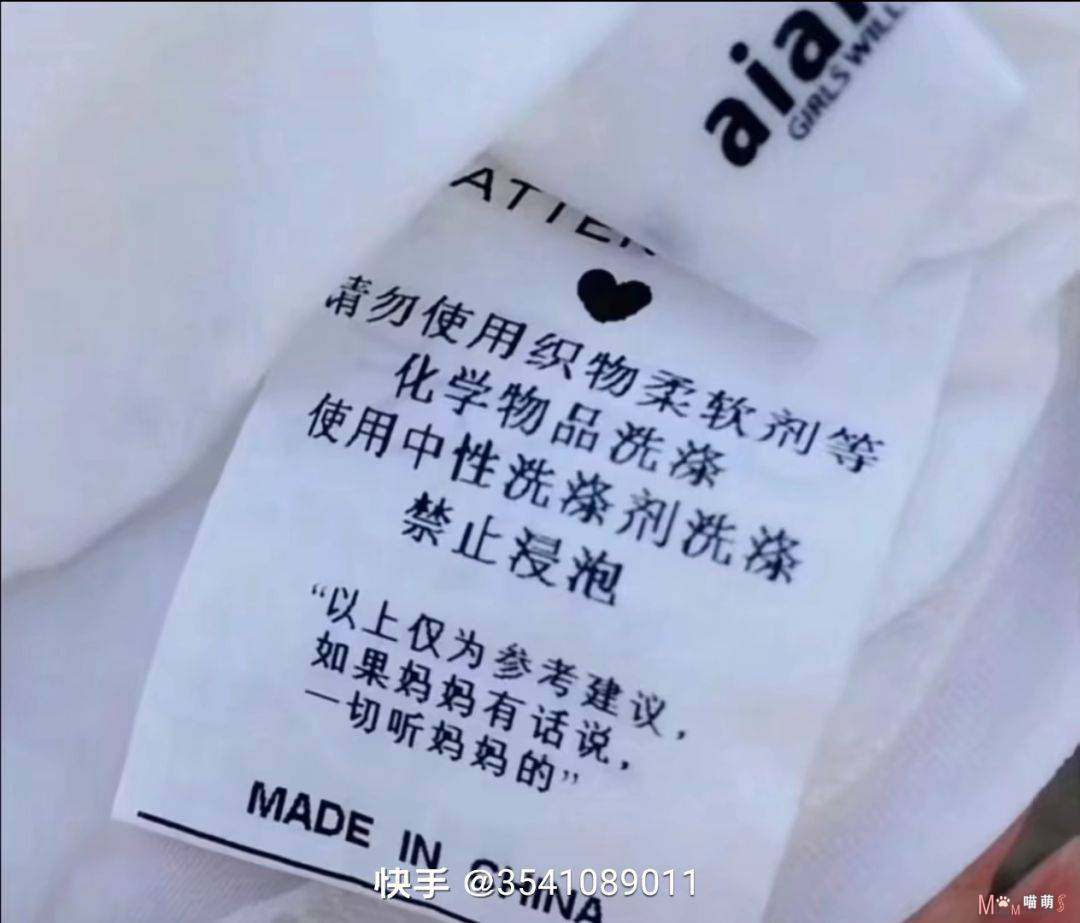 aiai
GIRLS WILL
ATTEN
请勿使用织物柔软剂等
化学物品洗涤
使用中性洗涤剂洗涤
禁止浸泡
“以上仅为参考建议，
如果妈妈有话说，
一切听妈妈的”
MADE IN CHINA
快手 @3541089011
喵萌